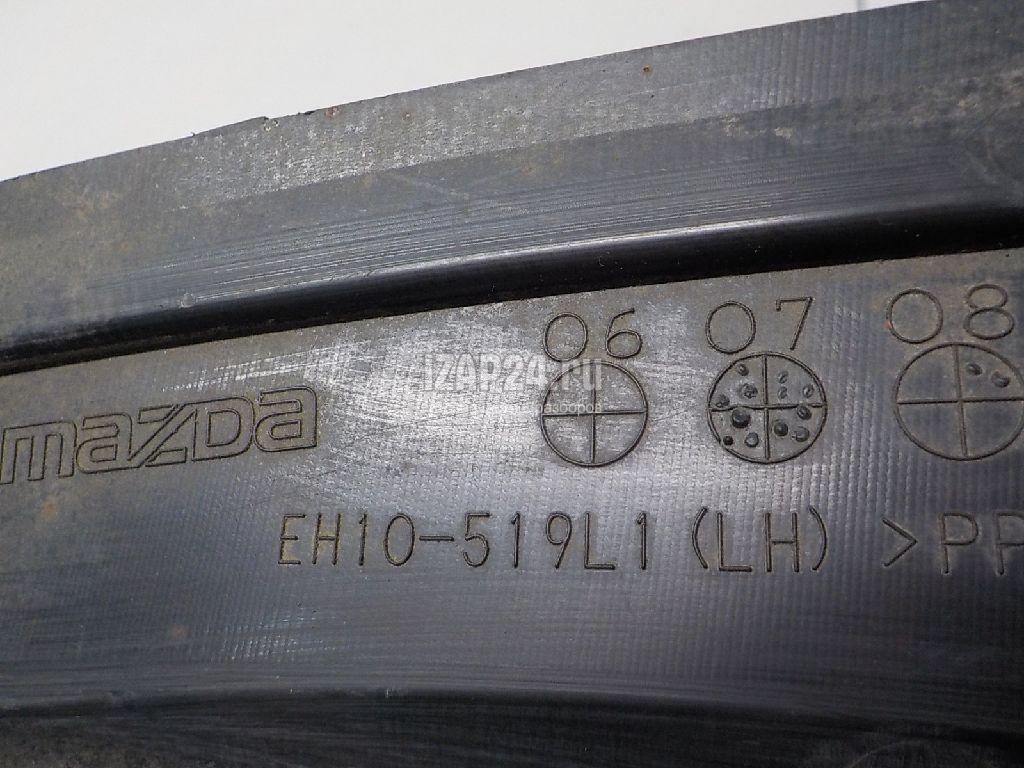 06 07 08
IZAP24.ru
mazda
EH10-519L1 (LH) >PP